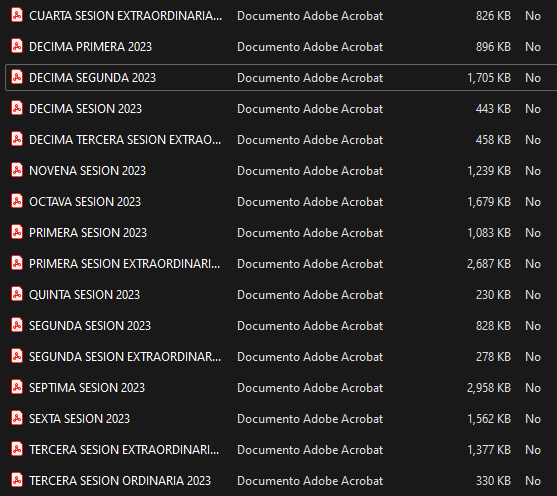 CUARTA SESION EXTRAORDINARIA... Documento Adobe Acrobat 826 KB No
DECIMA PRIMERA 2023 Documento Adobe Acrobat 896 KB No
DECIMA SEGUNDA 2023 Documento Adobe Acrobat 1,705 KB No
DECIMA SESION 2023 Documento Adobe Acrobat 443 KB No
DECIMA TERCERA SESION EXTRAO... Documento Adobe Acrobat 458 KB No
NOVENA SESION 2023 Documento Adobe Acrobat 1,239 KB No
OCTAVA SESION 2023 Documento Adobe Acrobat 1,679 KB No
PRIMERA SESION 2023 Documento Adobe Acrobat 1,083 KB No
PRIMERA SESION EXTRAORDINARI... Documento Adobe Acrobat 2,687 KB No
QUINTA SESION 2023 Documento Adobe Acrobat 230 KB No
SEGUNDA SESION 2023 Documento Adobe Acrobat 828 KB No
SEGUNDA SESION EXTRAORDINAR... Documento Adobe Acrobat 278 KB No
SEPTIMA SESION 2023 Documento Adobe Acrobat 2,958 KB No
SEXTA SESION 2023 Documento Adobe Acrobat 1,562 KB No
TERCERA SESION EXTRAORDINARI... Documento Adobe Acrobat 1,377 KB No
TERCERA SESION ORDINARIA 2023 Documento Adobe Acrobat 330 KB No